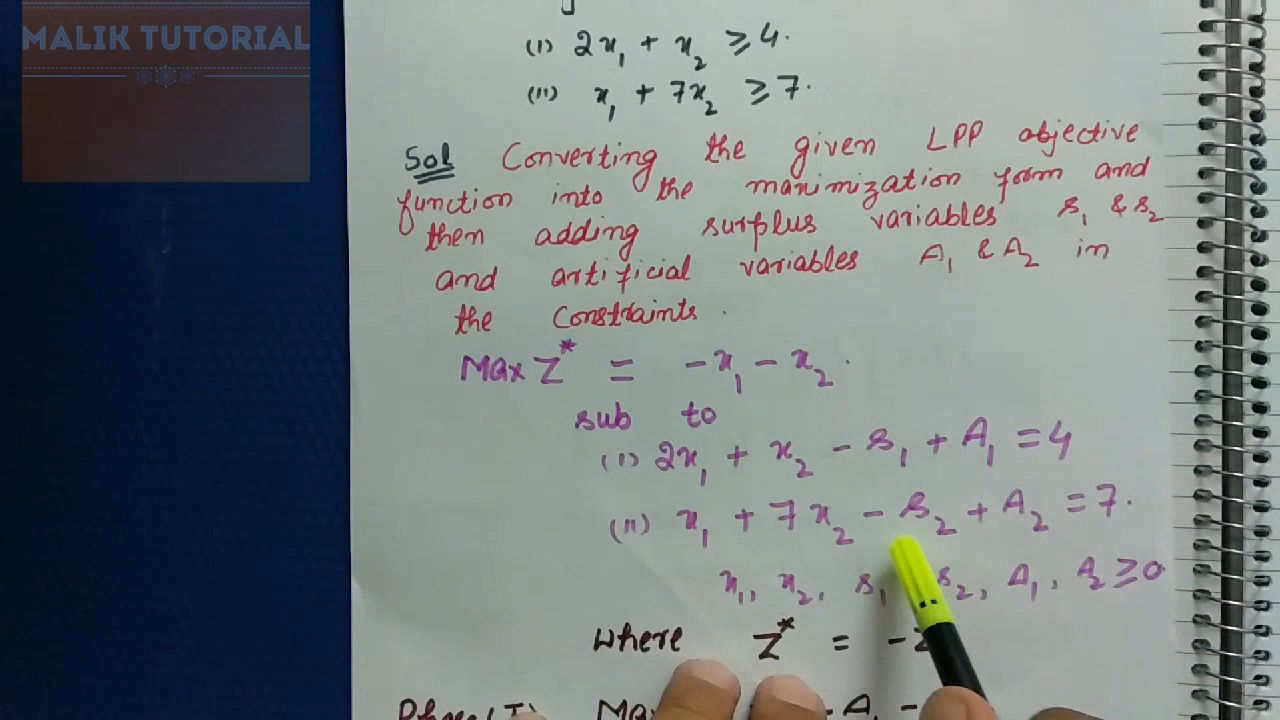 MALIK TUTORIAL
(I) 2x₁ + x₂ ≥ 4.
(II) x₁ + 7x₂ ≥ 7.
Sol Converting the given LPP objective
function into the maximization form and
then adding surplus variables s₁ & s₂
and artificial variables A₁ & A₂ in
the Constraints.
Max Z* = -x₁ - x₂.
sub to
(I) 2x₁ + x₂ - s₁ + A₁ = 4
(II) x₁ + 7x₂ - s₂ + A₂ = 7.
x₁, x₂, s₁ s₂, A₁, A₂ ≥ 0
Where Z* = -
Max A₁ -